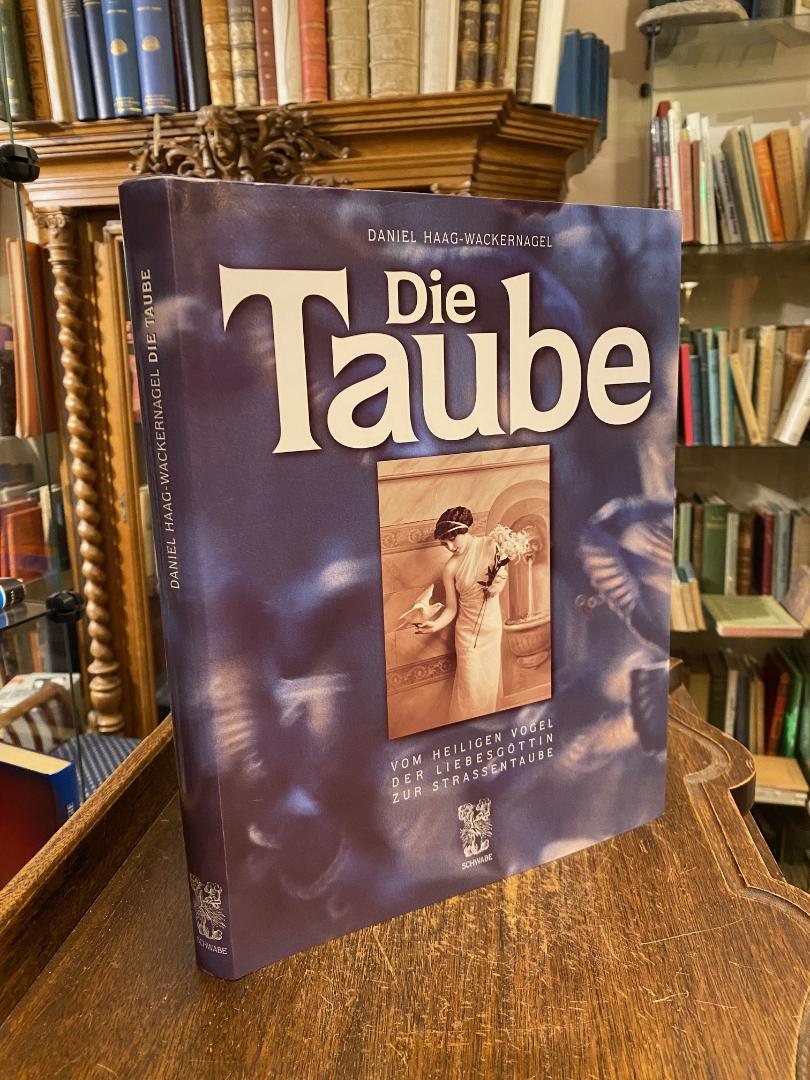 DANIEL HAAG-WACKERNAGEL
Die
Taube
VOM HEILIGEN VOGEL
DER LIEBESGÖTTIN
ZUR STRASSENTAUBE
SCHWABE
DANIEL HAAG-WACKERNAGEL DIE TAUBE
SCHWABE